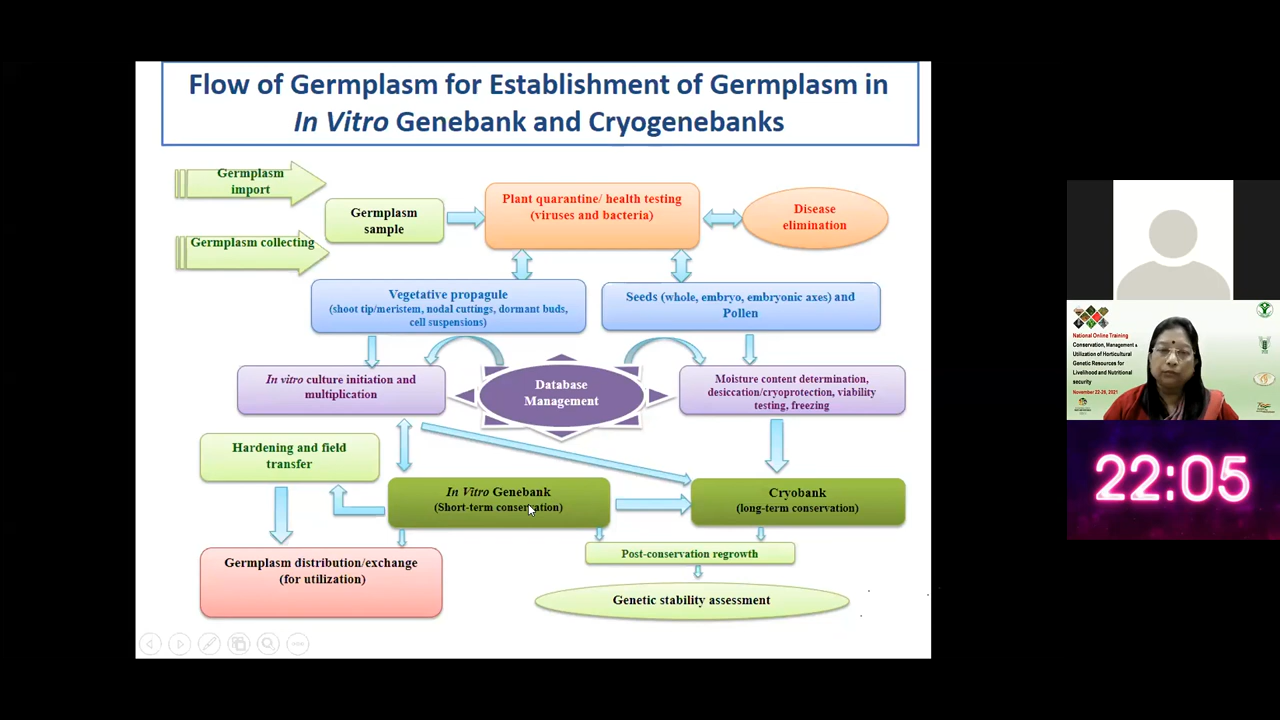 Flow of Germplasm for Establishment of Germplasm in
In Vitro Genebank and Cryogenebanks
Germplasm
import
Germplasm collecting
Germplasm
sample
Plant quarantine/ health testing
(viruses and bacteria)
Disease
elimination
Vegetative propagule
(shoot tip/meristem, nodal cuttings, dormant buds,
cell suspensions)
Seeds (whole, embryo, embryonic axes) and
Pollen
In vitro culture initiation and
multiplication
Database
Management
Moisture content determination,
desiccation/cryoprotection, viability
testing, freezing
Hardening and field
transfer
In Vitro Genebank
(Short-term conservation)
Cryobank
(long-term conservation)
Post-conservation regrowth
Germplasm distribution/exchange
(for utilization)
Genetic stability assessment
National Online Training
Conservation, Management &
Utilization of Horticultural
Genetic Resources for
Livelihood and Nutritional
security
November 22-26, 2021
22:05